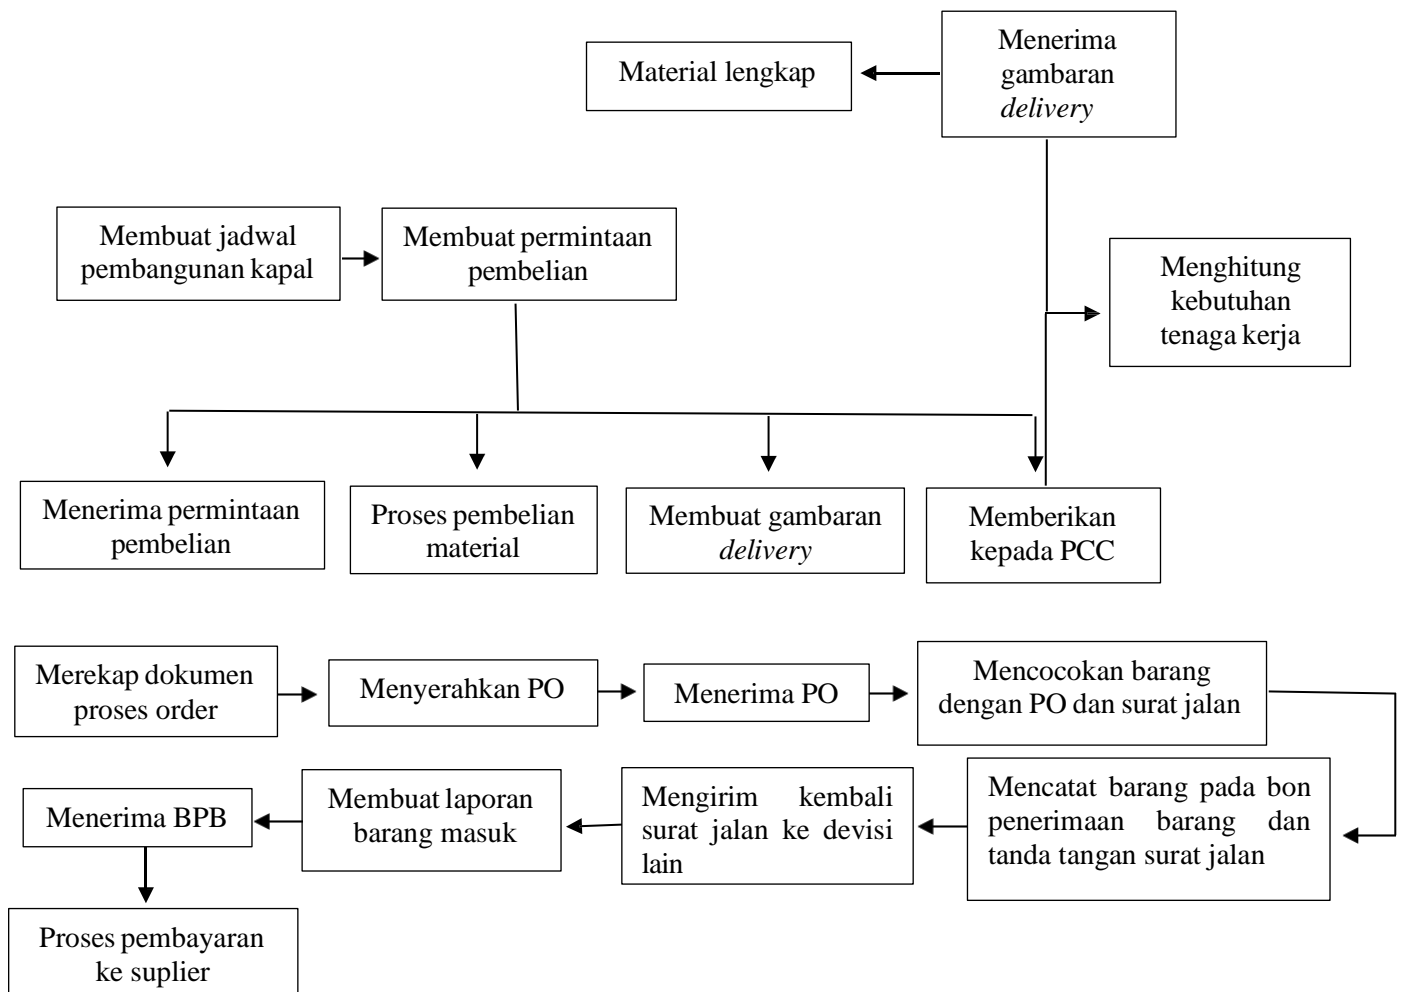 Menerima
gambaran
delivery
Material lengkap
Membuat jadwal
pembangunan kapal
Membuat permintaan
pembelian
Menghitung
kebutuhan
tenaga kerja
Menerima permintaan
pembelian
Proses pembelian
material
Membuat gambaran
delivery
Memberikan
kepada PCC
Merekap dokumen
proses order
Menyerahkan PO
Menerima PO
Mencocokan barang
dengan PO dan surat jalan
Mencatat barang pada bon
penerimaan barang dan
tanda tangan surat jalan
Mengirim kembali
surat jalan ke devisi
lain
Membuat laporan
barang masuk
Menerima BPB
Proses pembayaran
ke suplier